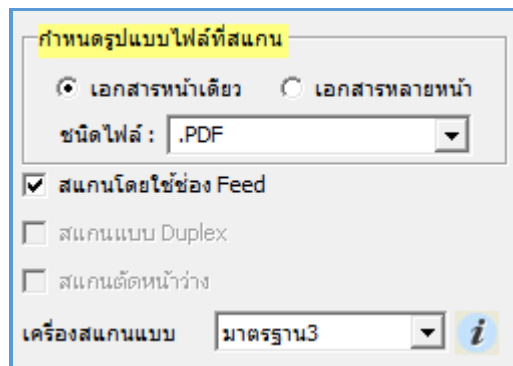 กำหนดรูปแบบไฟล์ที่สแกน
เอกสารหน้าเดียว เอกสารหลายหน้า
ชนิดไฟล์ : .PDF
สแกนโดยใช้ช่อง Feed
สแกนแบบ Duplex
สแกนตัดหน้าว่าง
เครื่องสแกนแบบ มาตรฐาน3 i